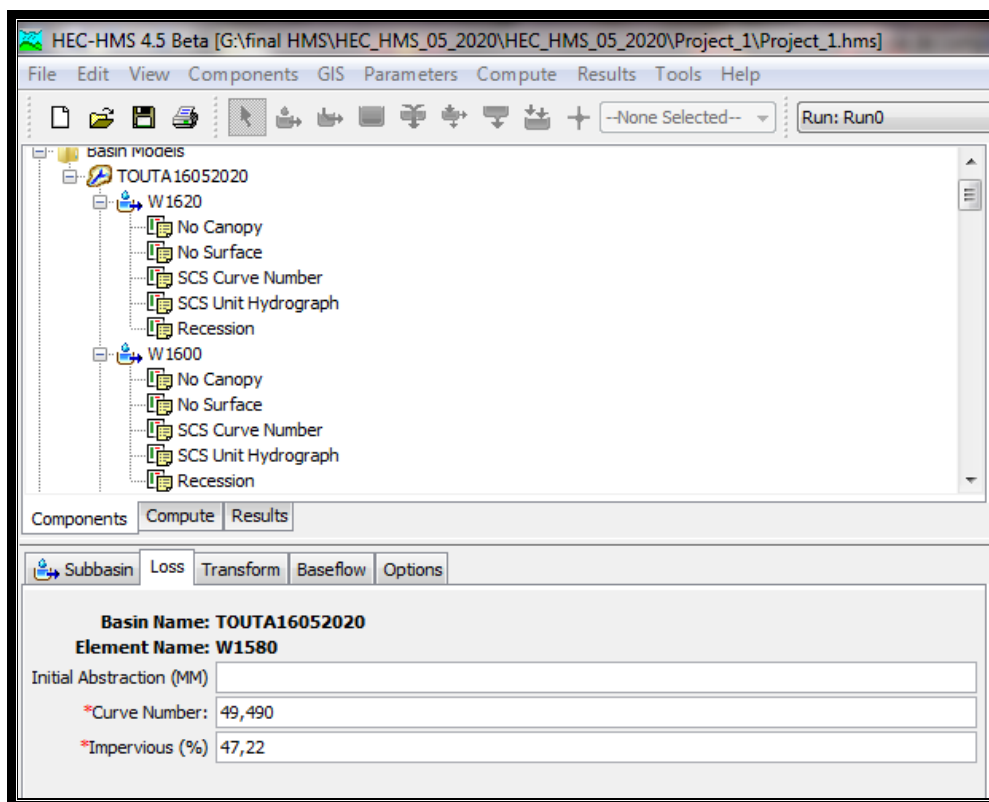 HEC-HMS 4.5 Beta [G:\final HMS\HEC_HMS_05_2020\HEC_HMS_05_2020\Project_1\Project_1.hms]
File Edit View Components GIS Parameters Compute Results Tools Help
--None Selected-- Run: Run0
Basin Models
TOUTA16052020
W1620
No Canopy
No Surface
SCS Curve Number
SCS Unit Hydrograph
Recession
W1600
No Canopy
No Surface
SCS Curve Number
SCS Unit Hydrograph
Recession
Components Compute Results
Subbasin Loss Transform Baseflow Options
Basin Name: TOUTA16052020
Element Name: W1580
Initial Abstraction (MM)
*Curve Number: 49,490
*Impervious (%) 47,22